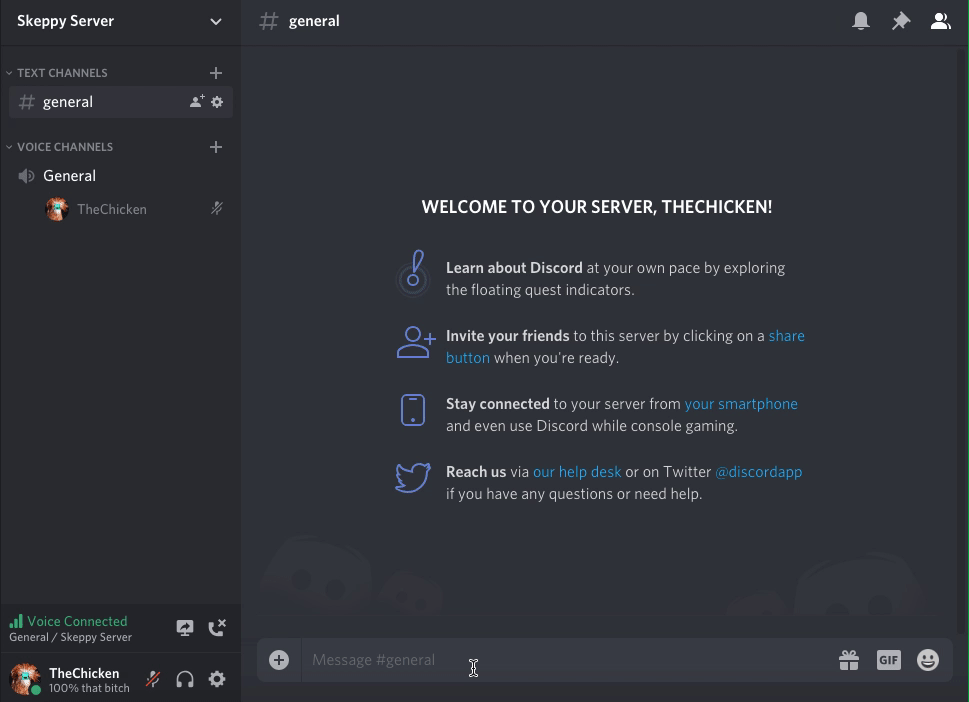 Skeppy Server
general
TEXT CHANNELS
general
VOICE CHANNELS
General
TheChicken
WELCOME TO YOUR SERVER, THECHICKEN!
Learn about Discord at your own pace by exploring
the floating quest indicators.
Invite your friends to this server by clicking on a share
button when you're ready.
Stay connected to your server from your smartphone
and even use Discord while console gaming.
Reach us via our help desk or on Twitter @discordapp
if you have any questions or need help.
Voice Connected
General / Skeppy Server
TheChicken
100% that bitch
Message #general
GIF